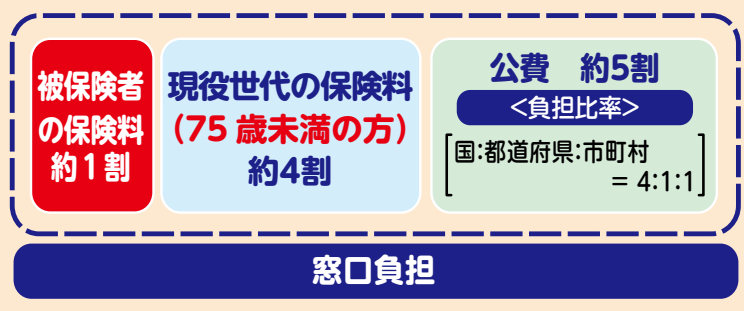 被保険者
の保険料
約1割
現役世代の保険料
（75歳未満の方）
約4割
公費　約5割
＜負担比率＞
国：都道府県：市町村
= 4:1:1
窓口負担